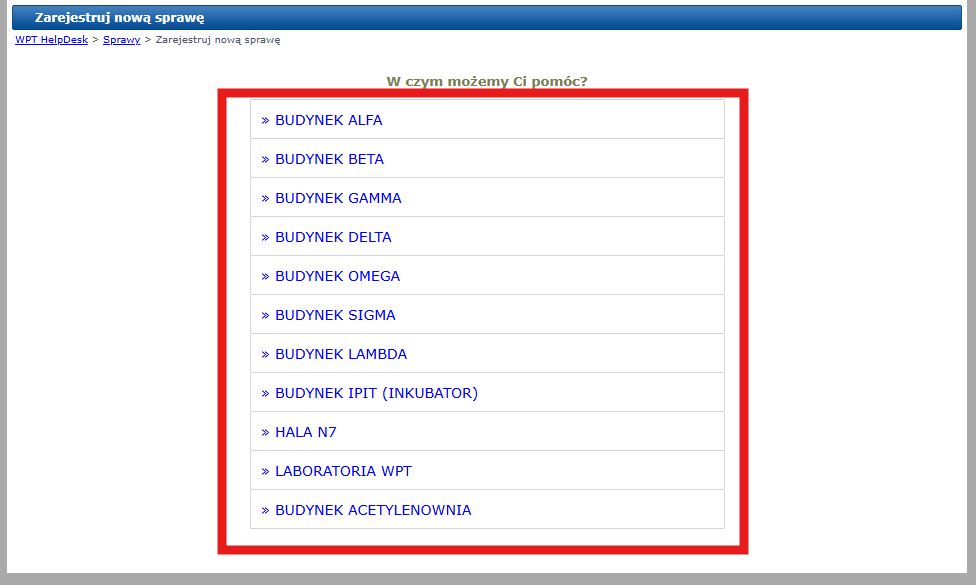 Zarejestruj nową sprawę
WPT HelpDesk > Sprawy > Zarejestruj nową sprawę
W czym możemy Ci pomóc?
» BUDYNEK ALFA
» BUDYNEK BETA
» BUDYNEK GAMMA
» BUDYNEK DELTA
» BUDYNEK OMEGA
» BUDYNEK SIGMA
» BUDYNEK LAMBDA
» BUDYNEK IPIT (INKUBATOR)
» HALA N7
» LABORATORIA WPT
» BUDYNEK ACETYLENOWNIA